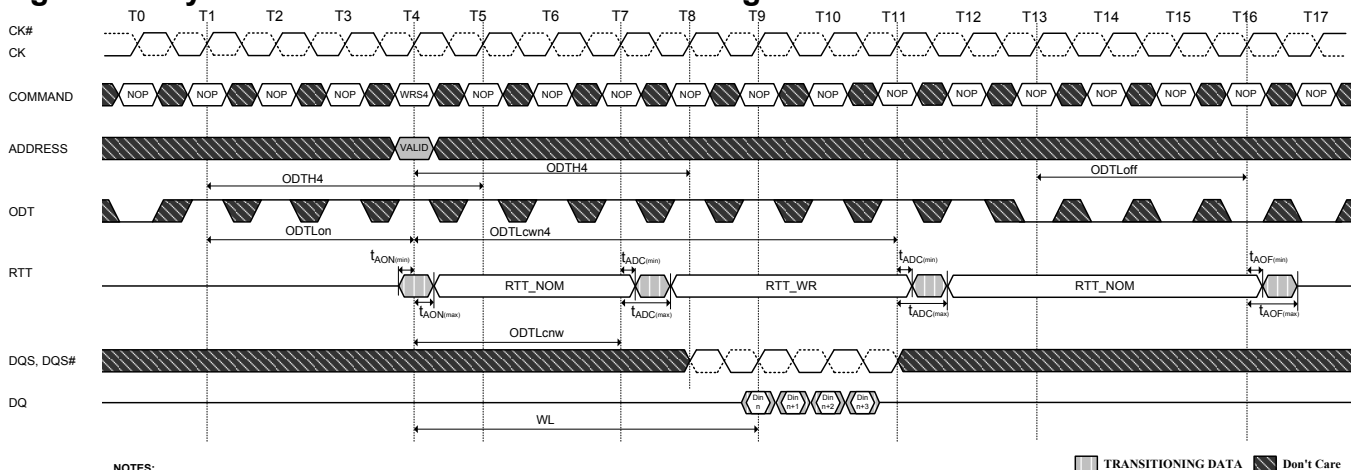 T0 T1 T2 T3 T4 T5 T6 T7 T8 T9 T10 T11 T12 T13 T14 T15 T16 T17
CK#
CK
COMMAND NOP NOP NOP NOP WRS4 NOP NOP NOP NOP NOP NOP NOP NOP NOP NOP NOP NOP NOP
ADDRESS VALID
ODTH4 ODTH4 ODTLoff
ODT
ODTLon ODTLcwn4
tAON(min) tADC(min) tADC(min) tAOF(min)
RTT RTT_NOM RTT_WR RTT_NOM
tAON(max) tADC(max) tADC(max) tAOF(max)
ODTLcnw
DQS, DQS#
DQ Din n Din n+1 Din n+2 Din n+3
WL
NOTES: TRANSITIONING DATA Don't Care